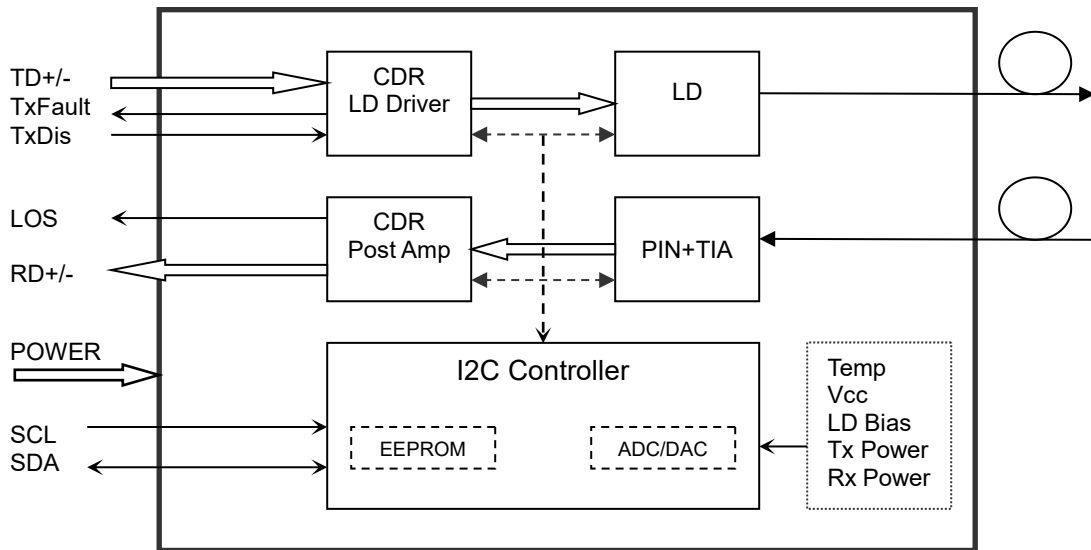 TD+/-
TxFault
TxDis
CDR
LD Driver
LD
LOS
RD+/-
CDR
Post Amp
PIN+TIA
POWER
I2C Controller
SCL
SDA
EEPROM
ADC/DAC
Temp
Vcc
LD Bias
Tx Power
Rx Power